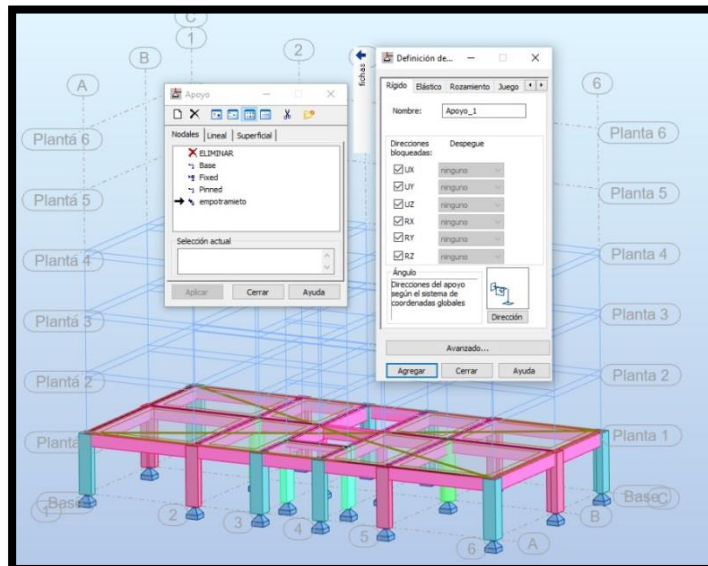 C
1
B
2
A
6
Planta 6
Planta 5
Planta 4
Planta 3
Planta 2
Planta
Base
1
2
3
4
5
6
A
B
C
Planta 6
Planta 5
Planta 4
Planta 3
Planta 2
Planta 1
Base
Apoyo
Nodales
Lineal
Superficial
ELIMINAR
Base
Fixed
Pinned
empotramieto
Selección actual
Aplicar
Cerrar
Ayuda
fichas
Definición de...
Rígido
Elástico
Rozamiento
Juego
Nombre:
Apoyo_1
Direcciones
bloqueadas:
Despegue
UX
ninguno
UY
ninguno
UZ
ninguno
RX
ninguno
RY
ninguno
RZ
ninguno
Ángulo
Direcciones del apoyo
según el sistema de
coordenadas globales
Dirección
Avanzado...
Agregar
Cerrar
Ayuda